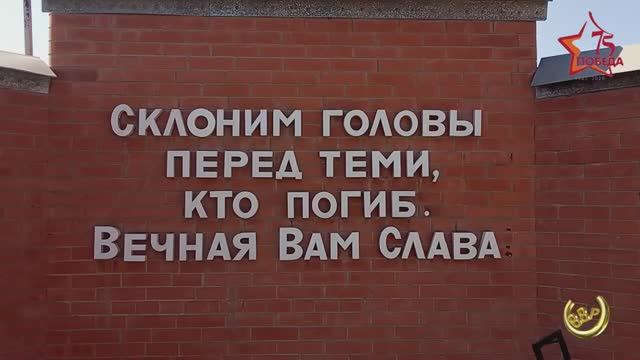 Склоним головы
перед теми,
кто погиб.
Вечная Вам Слава.
75
ПОБЕДА